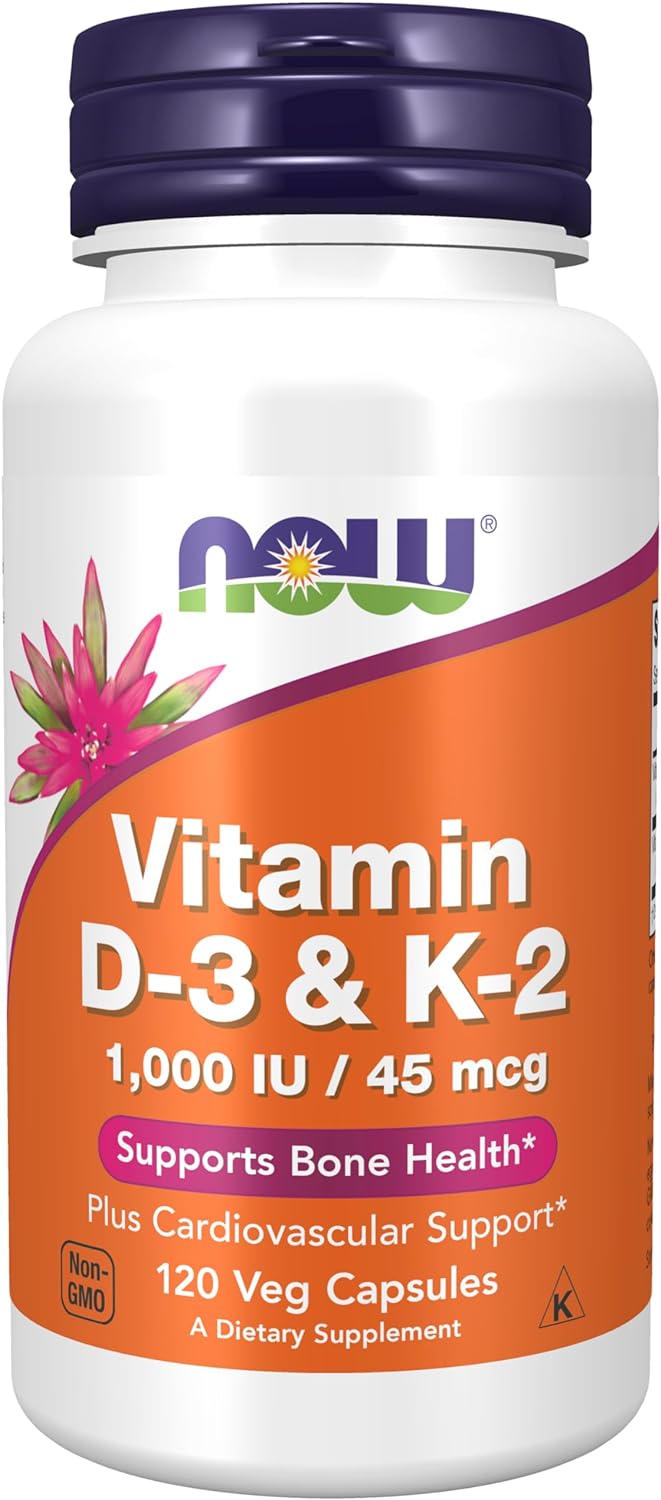 NOW®
Vitamin
D-3 & K-2
1,000 IU / 45 mcg
Supports Bone Health*
Plus Cardiovascular Support*
120 Veg Capsules
A Dietary Supplement
Non-
GMO
K